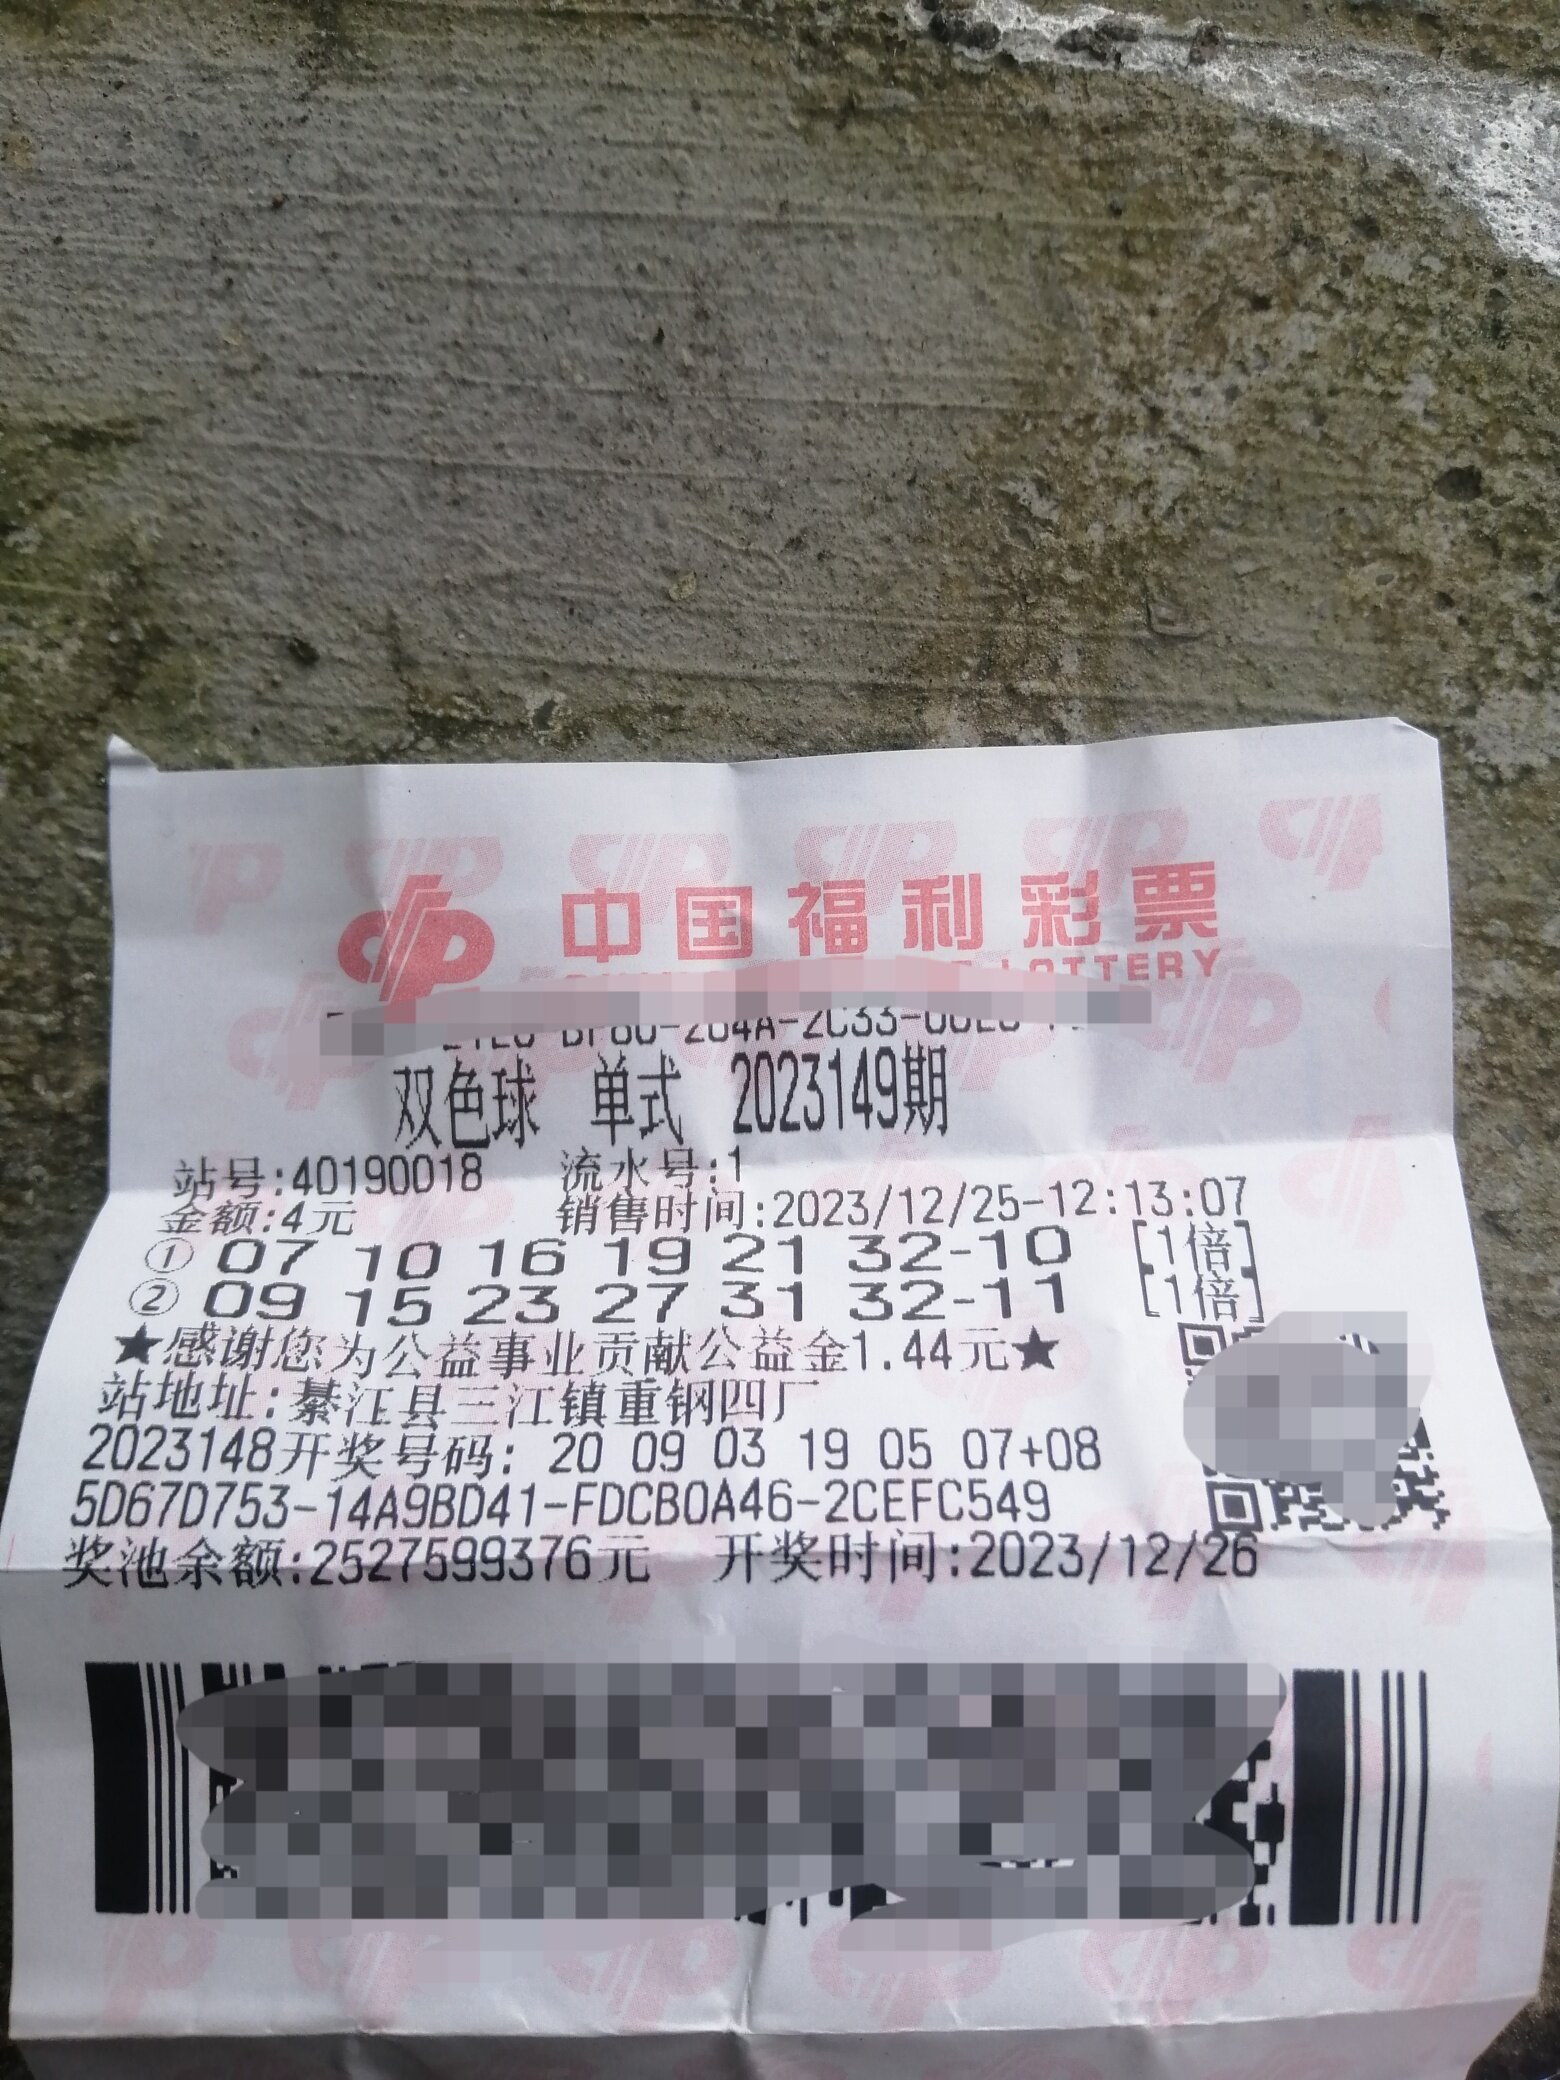 中国福利彩票
LOTTERY
双色球 单式 2023149期
站号:40190018 流水号:1
金额:4元 销售时间:2023/12/25-12:13:07
① 07 10 16 19 21 32-10 [1倍]
② 09 15 23 27 31 32-11 [1倍]
★感谢您为公益事业贡献公益金1.44元★
站地址:綦江县三江镇重钢四厂
2023148开奖号码: 20 09 03 19 05 07+08
5D67D753-14A9BD41-FDCB0A46-2CEFC549
奖池余额:2527599376元 开奖时间:2023/12/26